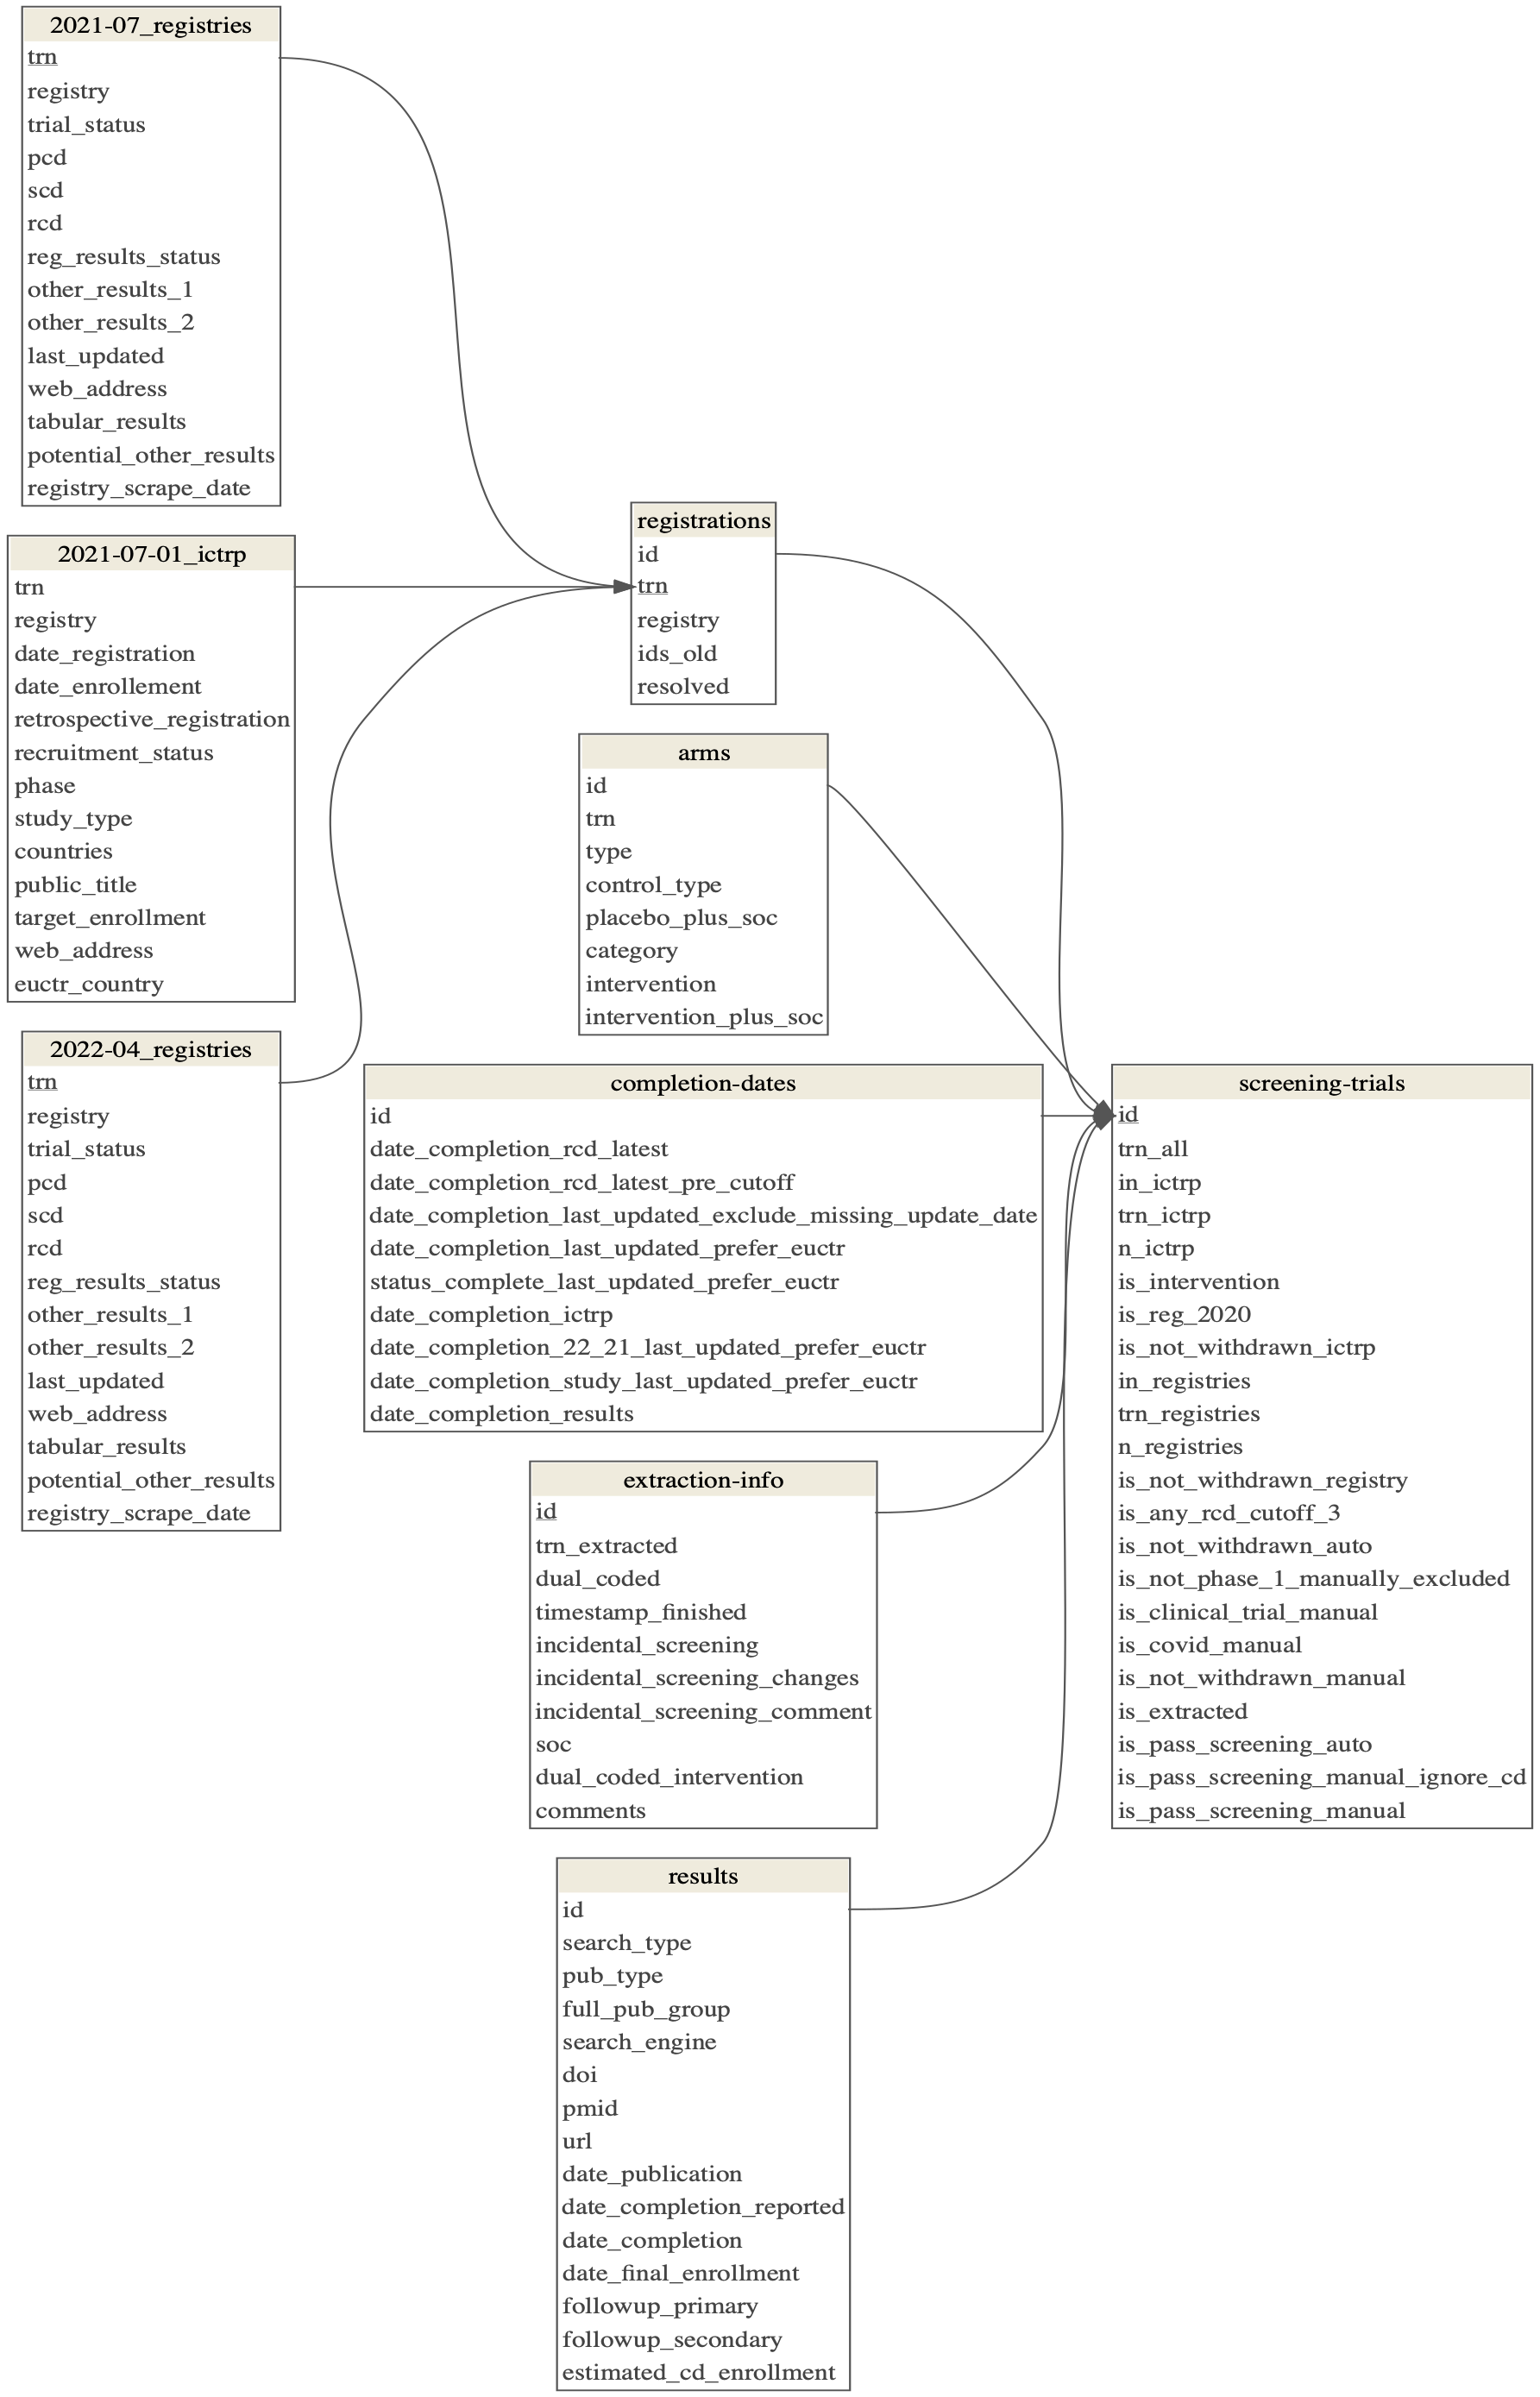 2021-07_registries
trn
registry
trial_status
pcd
scd
rcd
reg_results_status
other_results_1
other_results_2
last_updated
web_address
tabular_results
potential_other_results
registry_scrape_date
2021-07-01_ictrp
trn
registry
date_registration
date_enrollement
retrospective_registration
recruitment_status
phase
study_type
countries
public_title
target_enrollment
web_address
euctr_country
2022-04_registries
trn
registry
trial_status
pcd
scd
rcd
reg_results_status
other_results_1
other_results_2
last_updated
web_address
tabular_results
potential_other_results
registry_scrape_date
registrations
id
trn
registry
ids_old
resolved
arms
id
trn
type
control_type
placebo_plus_soc
category
intervention
intervention_plus_soc
completion-dates
id
date_completion_rcd_latest
date_completion_rcd_latest_pre_cutoff
date_completion_last_updated_exclude_missing_update_date
date_completion_last_updated_prefer_euctr
status_complete_last_updated_prefer_euctr
date_completion_ictrp
date_completion_22_21_last_updated_prefer_euctr
date_completion_study_last_updated_prefer_euctr
date_completion_results
extraction-info
id
trn_extracted
dual_coded
timestamp_finished
incidental_screening
incidental_screening_changes
incidental_screening_comment
soc
dual_coded_intervention
comments
results
id
search_type
pub_type
full_pub_group
search_engine
doi
pmid
url
date_publication
date_completion_reported
date_completion
date_final_enrollment
followup_primary
followup_secondary
estimated_cd_enrollment
screening-trials
id
trn_all
in_ictrp
trn_ictrp
n_ictrp
is_intervention
is_reg_2020
is_not_withdrawn_ictrp
in_registries
trn_registries
n_registries
is_not_withdrawn_registry
is_any_rcd_cutoff_3
is_not_withdrawn_auto
is_not_phase_1_manually_excluded
is_clinical_trial_manual
is_covid_manual
is_not_withdrawn_manual
is_extracted
is_pass_screening_auto
is_pass_screening_manual_ignore_cd
is_pass_screening_manual